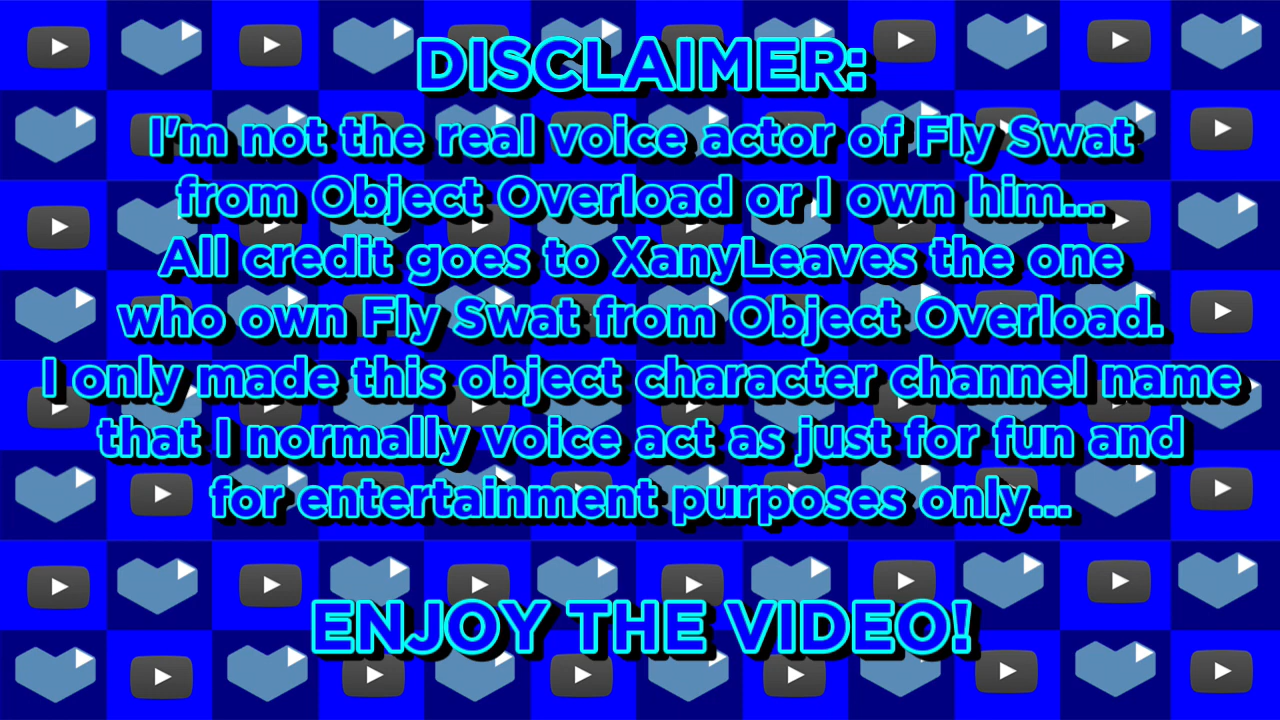 DISCLAIMER:
I'm not the real voice actor of Fly Swat
from Object Overload or I own him...
All credit goes to XanyLeaves the one
who own Fly Swat from Object Overload.
I only made this object character channel name
that I normally voice act as just for fun and
for entertainment purposes only...
ENJOY THE VIDEO!